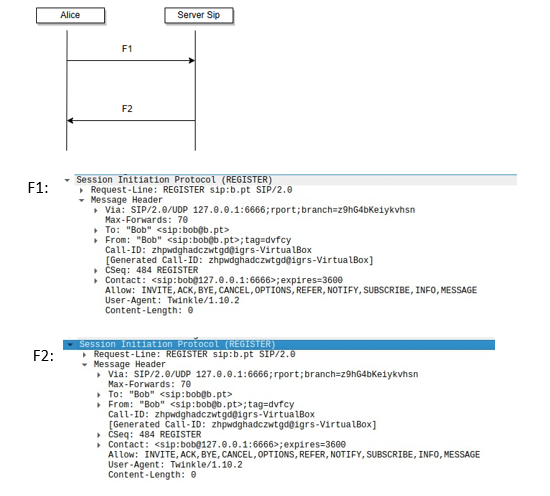 Alice
Server Sip
F1
F2
F1:
Session Initiation Protocol (REGISTER)
Request-Line: REGISTER sip:b.pt SIP/2.0
Message Header
Via: SIP/2.0/UDP 127.0.0.1:6666;rport;branch=z9hG4bKeiykvhsn
Max-Forwards: 70
To: "Bob" <sip:bob@b.pt>
From: "Bob" <sip:bob@b.pt>;tag=dvfcy
Call-ID: zhpwdghadczwtgd@igrs-VirtualBox
[Generated Call-ID: zhpwdghadczwtgd@igrs-VirtualBox]
CSeq: 484 REGISTER
Contact: <sip:bob@127.0.0.1:6666>;expires=3600
Allow: INVITE,ACK,BYE,CANCEL,OPTIONS,REFER,NOTIFY,SUBSCRIBE,INFO,MESSAGE
User-Agent: Twinkle/1.10.2
Content-Length: 0
F2:
Session Initiation Protocol (REGISTER)
Request-Line: REGISTER sip:b.pt SIP/2.0
Message Header
Via: SIP/2.0/UDP 127.0.0.1:6666;rport;branch=z9hG4bKeiykvhsn
Max-Forwards: 70
To: "Bob" <sip:bob@b.pt>
From: "Bob" <sip:bob@b.pt>;tag=dvfcy
Call-ID: zhpwdghadczwtgd@igrs-VirtualBox
[Generated Call-ID: zhpwdghadczwtgd@igrs-VirtualBox]
CSeq: 484 REGISTER
Contact: <sip:bob@127.0.0.1:6666>;expires=3600
Allow: INVITE,ACK,BYE,CANCEL,OPTIONS,REFER,NOTIFY,SUBSCRIBE,INFO,MESSAGE
User-Agent: Twinkle/1.10.2
Content-Length: 0